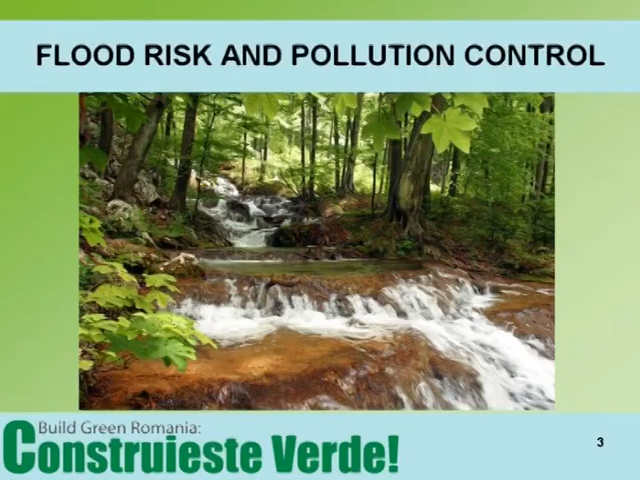 FLOOD RISK AND POLLUTION CONTROL
Build Green Romania:
Construieste Verde!
3